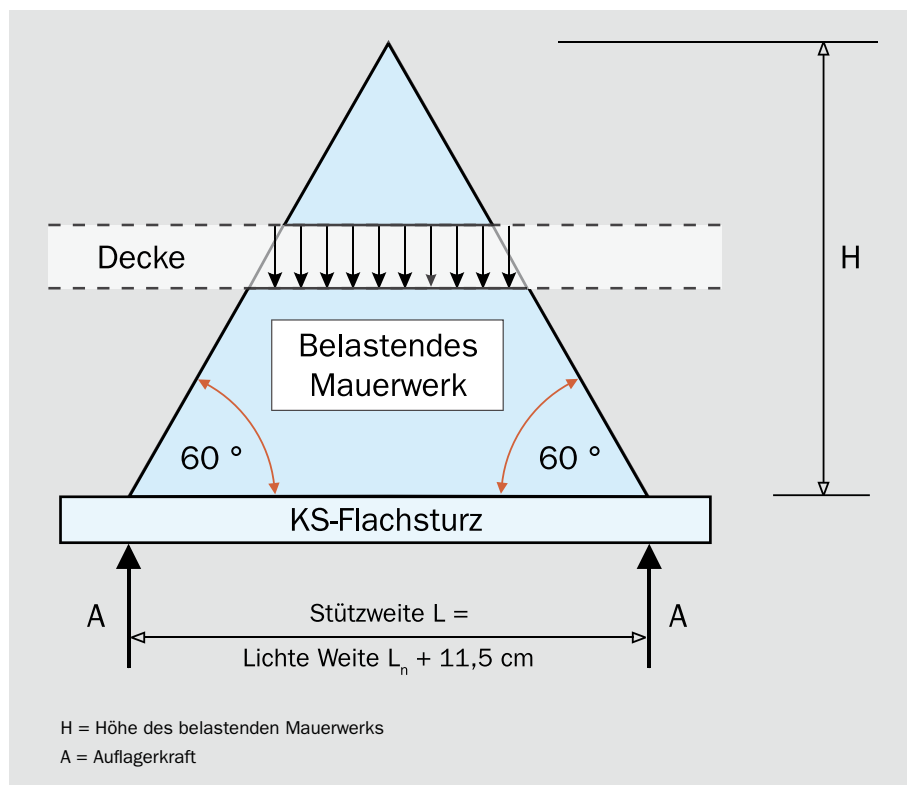 Decke
H
Belastendes
Mauerwerk
60 °
60 °
KS-Flachsturz
A
Stützweite L =
A
Lichte Weite Lₙ + 11,5 cm
H = Höhe des belastenden Mauerwerks
A = Auflagerkraft